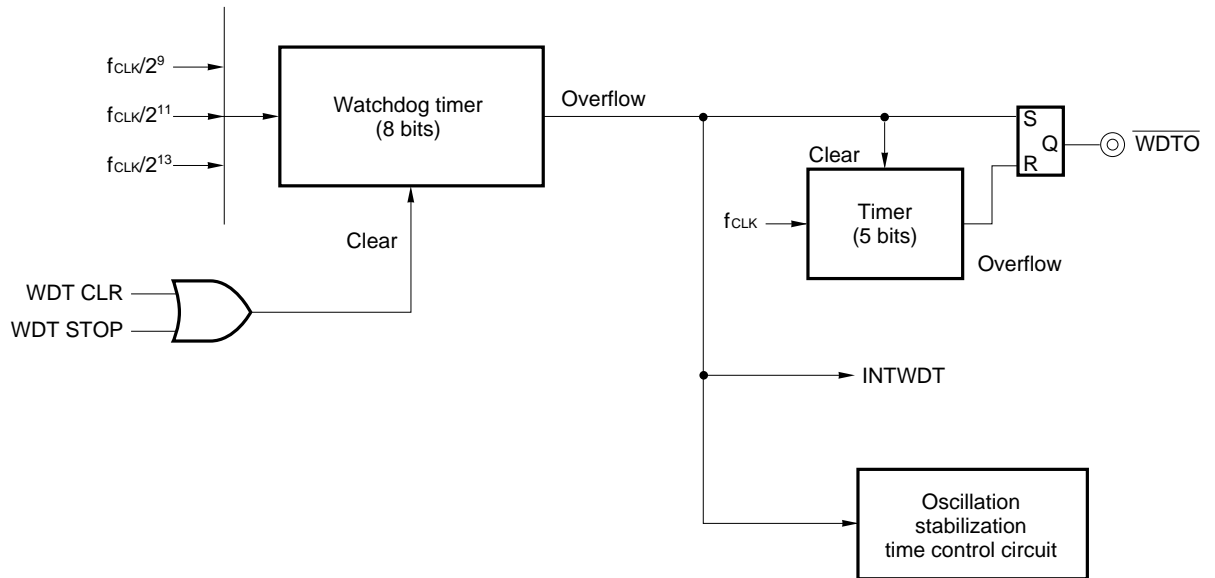 fCLK/2⁹
fCLK/2¹¹
fCLK/2¹³
Watchdog timer
(8 bits)
Overflow
Clear
WDT CLR
WDT STOP
S
Q
R
WDTO
Clear
fCLK
Timer
(5 bits)
Overflow
INTWDT
Oscillation
stabilization
time control circuit